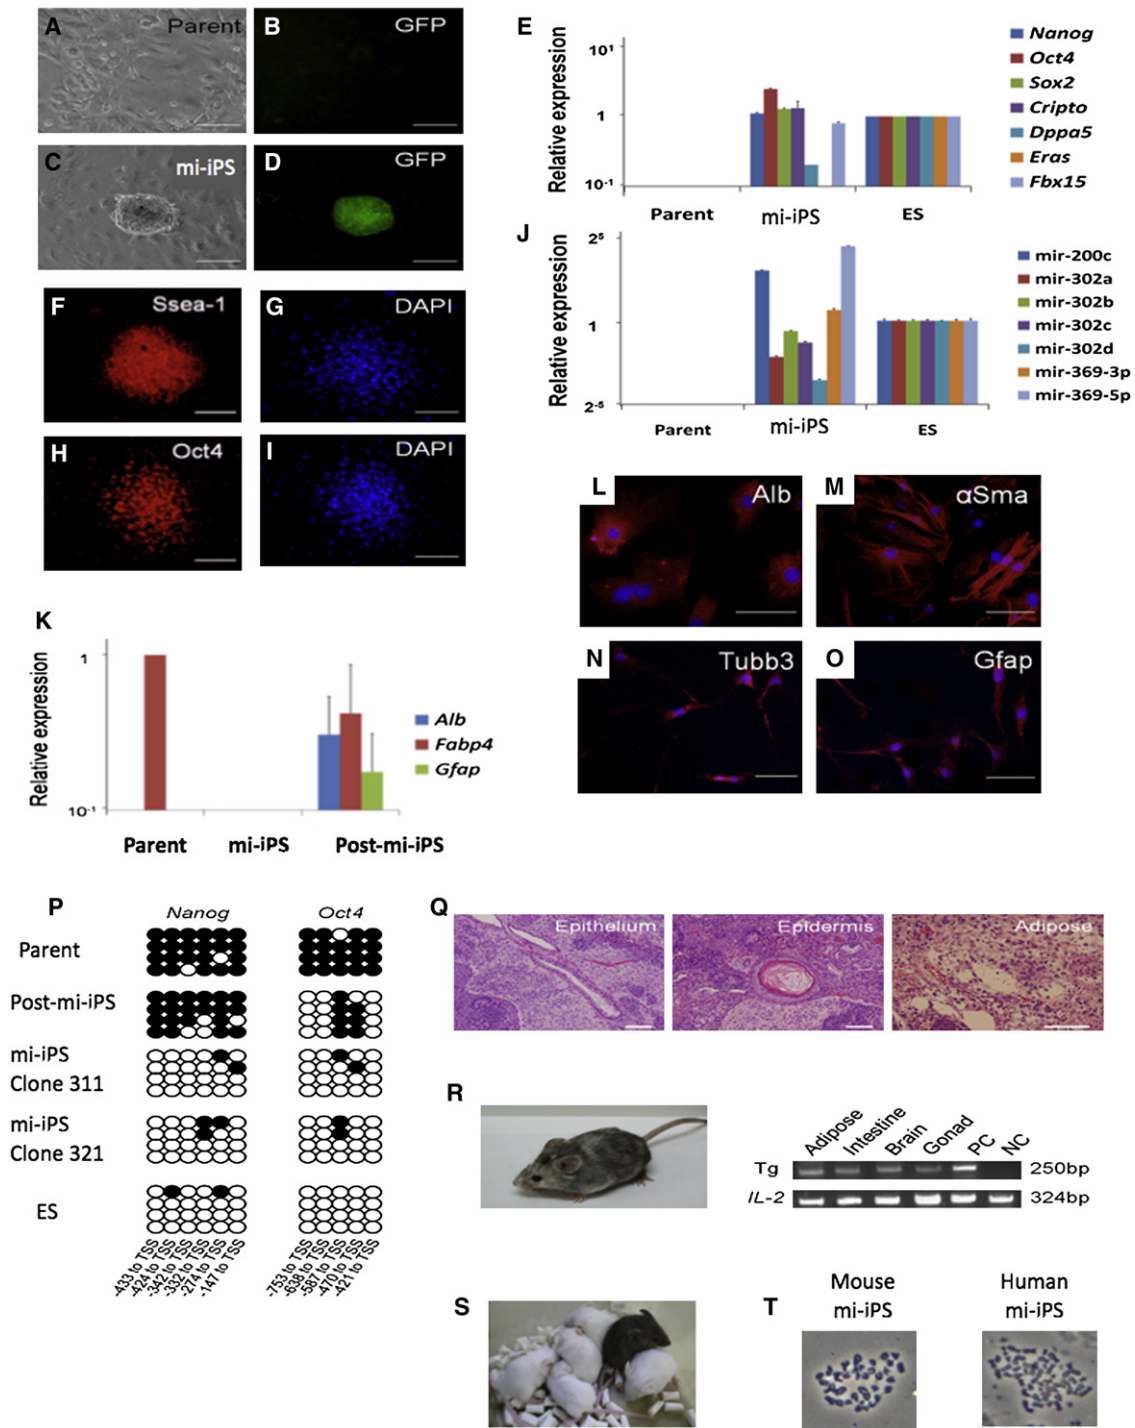 A
Parent
B
GFP
C
mi-iPS
D
GFP
E
Relative expression
10¹
1
10⁻¹
Parent
mi-iPS
ES
Nanog
Oct4
Sox2
Cripto
Dppa5
Eras
Fbx15
F
Ssea-1
G
DAPI
H
Oct4
I
DAPI
J
Relative expression
2⁵
1
2⁻⁵
Parent
mi-iPS
ES
mir-200c
mir-302a
mir-302b
mir-302c
mir-302d
mir-369-3p
mir-369-5p
K
Relative expression
1
10⁻¹
Parent
mi-iPS
Post-mi-iPS
Alb
Fabp4
Gfap
L
Alb
M
αSma
N
Tubb3
O
Gfap
P
Nanog
Oct4
Parent
Post-mi-iPS
mi-iPS
Clone 311
mi-iPS
Clone 321
ES
-433 to TSS
-424 to TSS
-342 to TSS
-332 to TSS
-274 to TSS
-147 to TSS
-753 to TSS
-638 to TSS
-587 to TSS
-470 to TSS
-421 to TSS
Q
Epithelium
Epidermis
Adipose
R
Adipose
Intestine
Brain
Gonad
PC
NC
Tg
250bp
IL-2
324bp
S
T
Mouse
mi-iPS
Human
mi-iPS